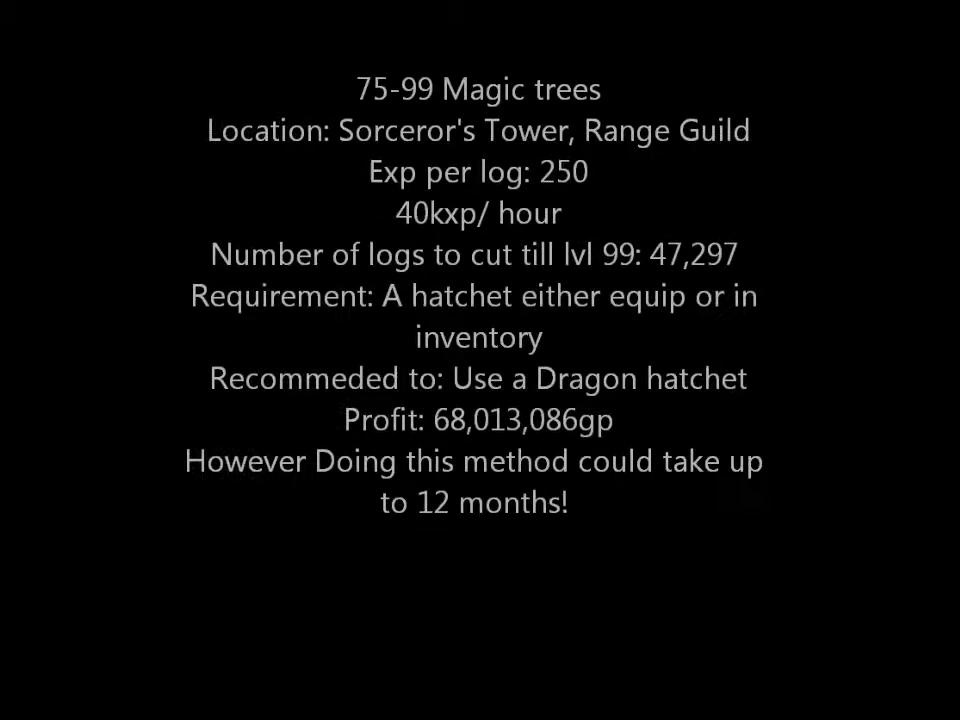 75-99 Magic trees
Location: Sorceror's Tower, Range Guild
Exp per log: 250
40kxp/ hour
Number of logs to cut till lvl 99: 47,297
Requirement: A hatchet either equip or in
inventory
Recommeded to: Use a Dragon hatchet
Profit: 68,013,086gp
However Doing this method could take up
to 12 months!